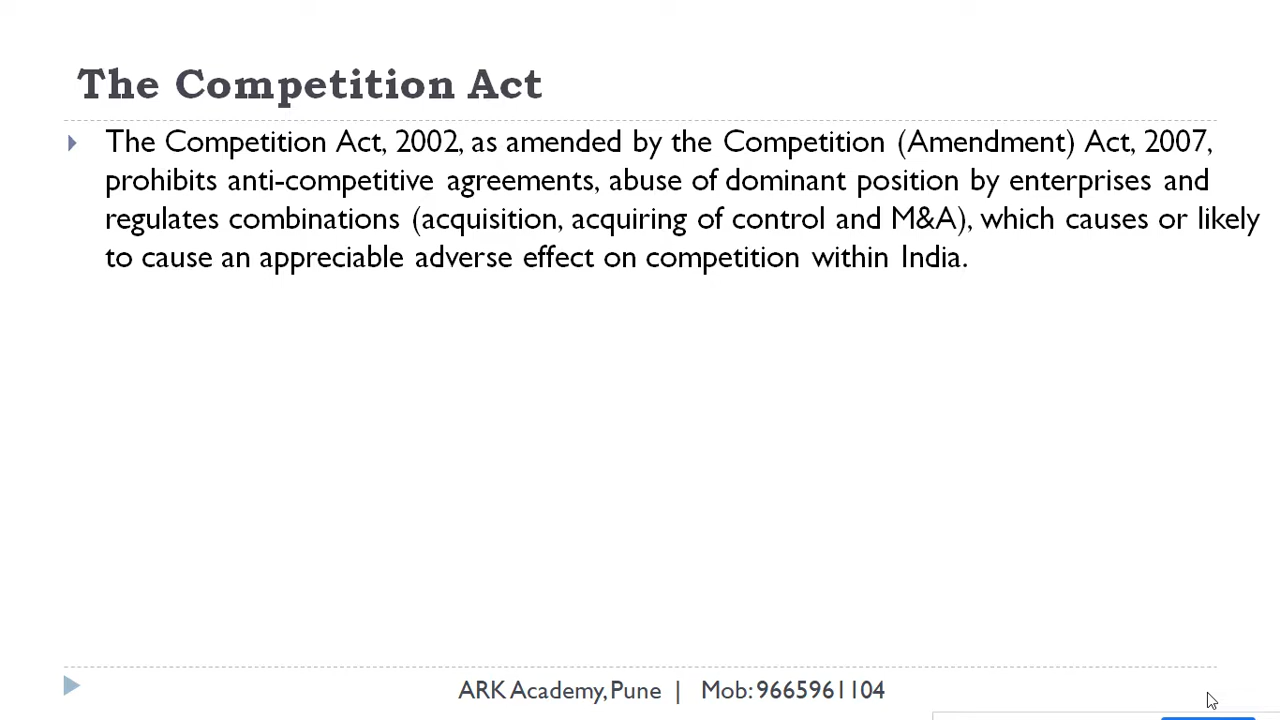 The Competition Act
The Competition Act, 2002, as amended by the Competition (Amendment) Act, 2007,
prohibits anti-competitive agreements, abuse of dominant position by enterprises and
regulates combinations (acquisition, acquiring of control and M&A), which causes or likely
to cause an appreciable adverse effect on competition within India.
ARK Academy, Pune | Mob: 9665961104